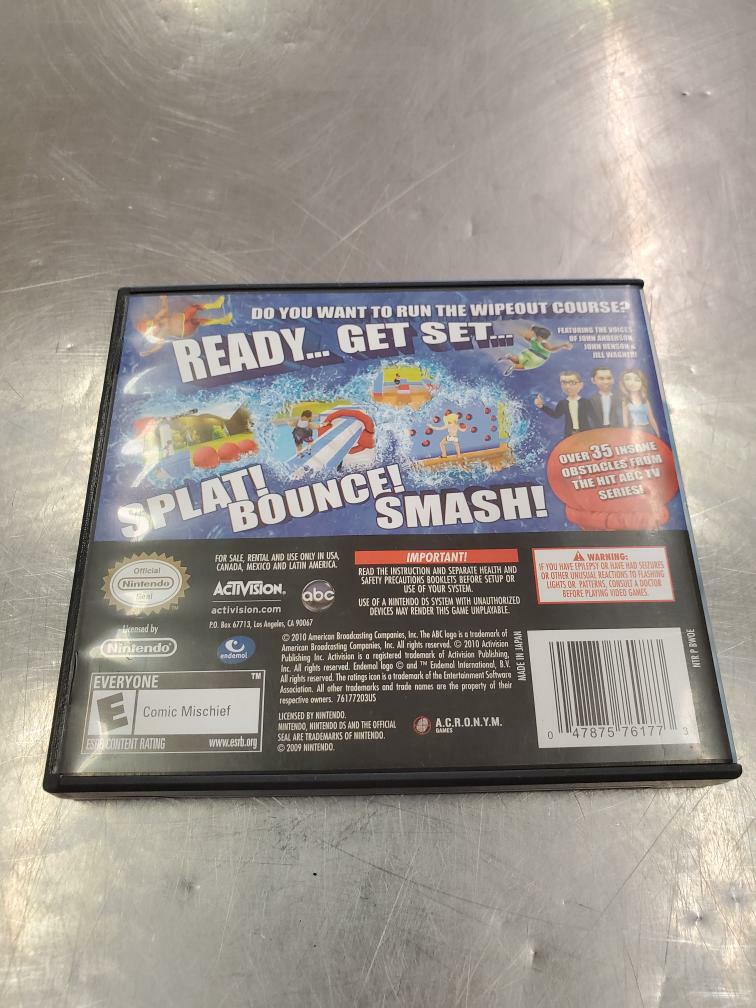 DO YOU WANT TO RUN THE WIPEOUT COURSE?
READY... GET SET...
FEATURING THE VOICES
OF JOHN ANDERSON,
JOHN HENSON &
JILL WAGNER!
OVER 35 INSANE
OBSTACLES FROM
THE HIT ABC TV
SERIES!
SPLAT!
BOUNCE!
SMASH!
Official
Nintendo
Seal
TM
Licensed by
Nintendo®
FOR SALE, RENTAL AND USE ONLY IN USA,
CANADA, MEXICO AND LATIN AMERICA.
ACTIVISION®
activision.com
abc
P.O. Box 67713, Los Angeles, CA 90067
endemol
IMPORTANT!
READ THE INSTRUCTION AND SEPARATE HEALTH AND
SAFETY PRECAUTIONS BOOKLETS BEFORE SETUP OR
USE OF YOUR SYSTEM.
USE OF A NINTENDO DS SYSTEM WITH UNAUTHORIZED
DEVICES MAY RENDER THIS GAME UNPLAYABLE.
WARNING:
IF YOU HAVE EPILEPSY OR HAVE HAD SEIZURES
OR OTHER UNUSUAL REACTIONS TO FLASHING
LIGHTS OR PATTERNS, CONSULT A DOCTOR
BEFORE PLAYING VIDEO GAMES.
© 2010 American Broadcasting Companies, Inc. The ABC logo is a trademark of
American Broadcasting Companies, Inc. All rights reserved. © 2010 Activision
Publishing Inc. Activision is a registered trademark of Activision Publishing,
Inc. All rights reserved. Endemol logo © and ™ Endemol International, B.V.
All rights reserved. The ratings icon is a trademark of the Entertainment Software
Association. All other trademarks and trade names are the property of their
respective owners. 76177203US
LICENSED BY NINTENDO.
NINTENDO, NINTENDO DS AND THE OFFICIAL
SEAL ARE TRADEMARKS OF NINTENDO.
© 2009 NINTENDO.
A.C.R.O.N.Y.M.
GAMES
EVERYONE
TM
E
Comic Mischief
ESRB CONTENT RATING
www.esrb.org
MADE IN JAPAN
0 47875 76177 3
NTR P BWOE